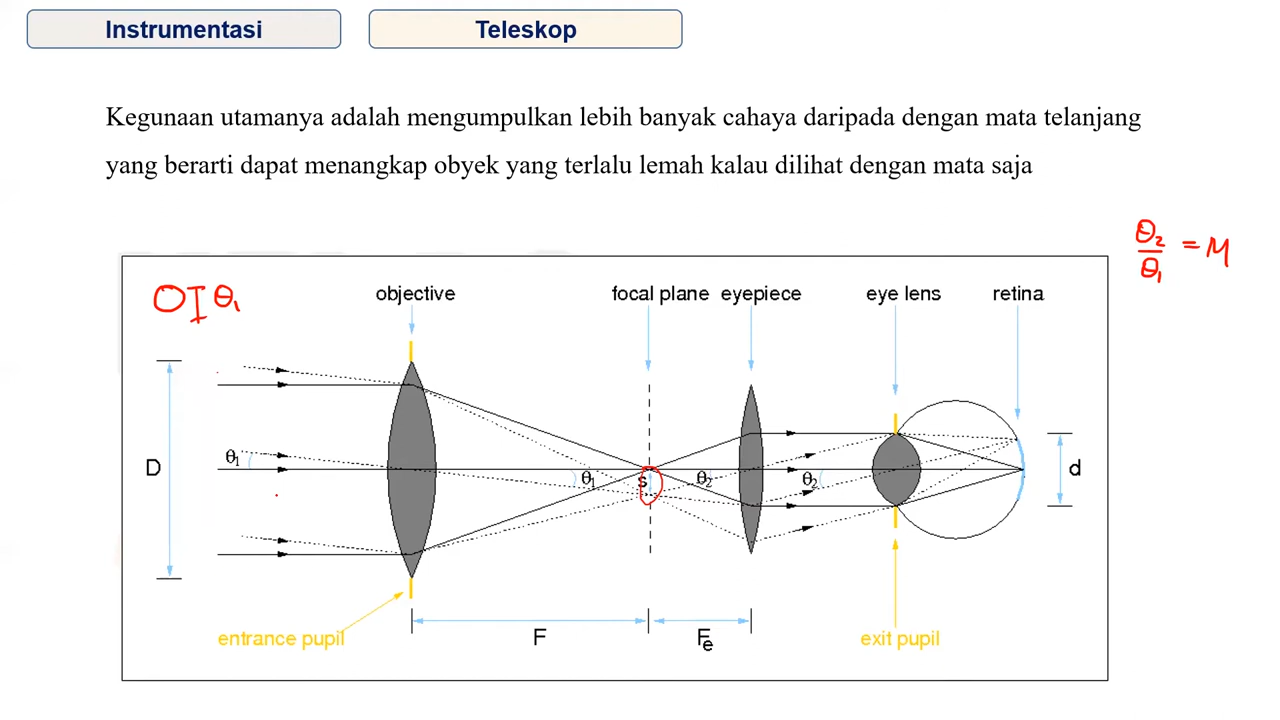 Instrumentasi
Teleskop
Kegunaan utamanya adalah mengumpulkan lebih banyak cahaya daripada dengan mata telanjang
yang berarti dapat menangkap obyek yang terlalu lemah kalau dilihat dengan mata saja
θ₂/θ₁ = M
θ₁
objective
focal plane
eyepiece
eye lens
retina
D
θ₁
θ₁
s
θ₂
θ₂
d
entrance pupil
F
Fe
exit pupil